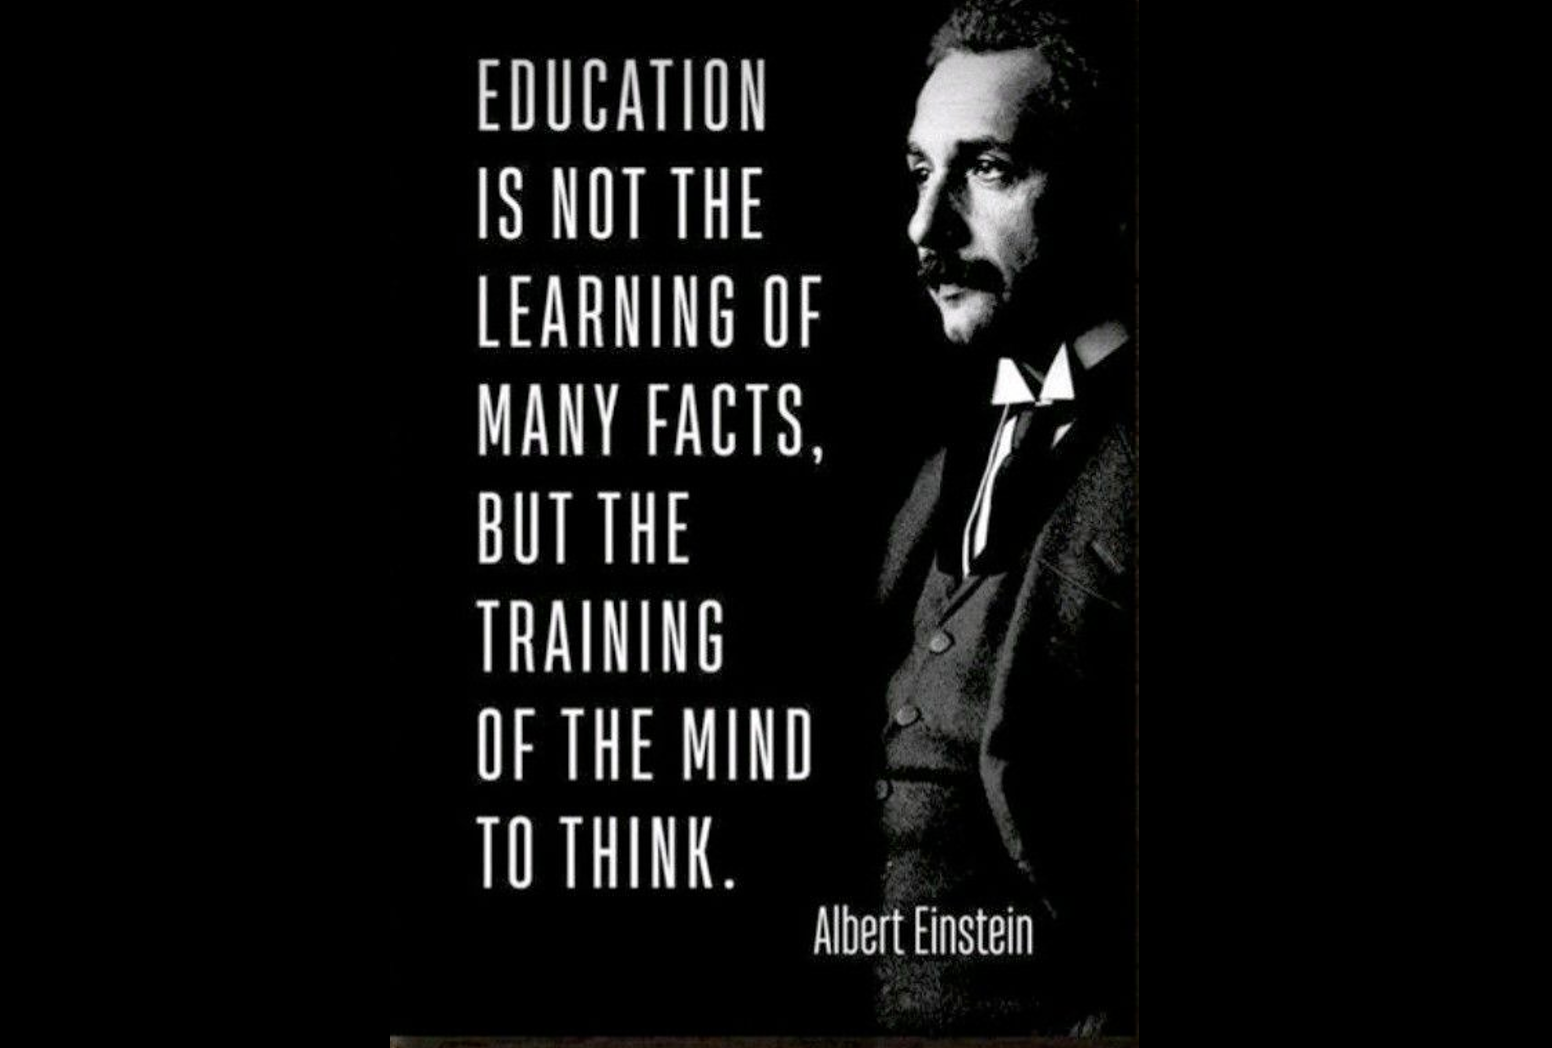 EDUCATION
IS NOT THE
LEARNING OF
MANY FACTS,
BUT THE
TRAINING
OF THE MIND
TO THINK.
Albert Einstein